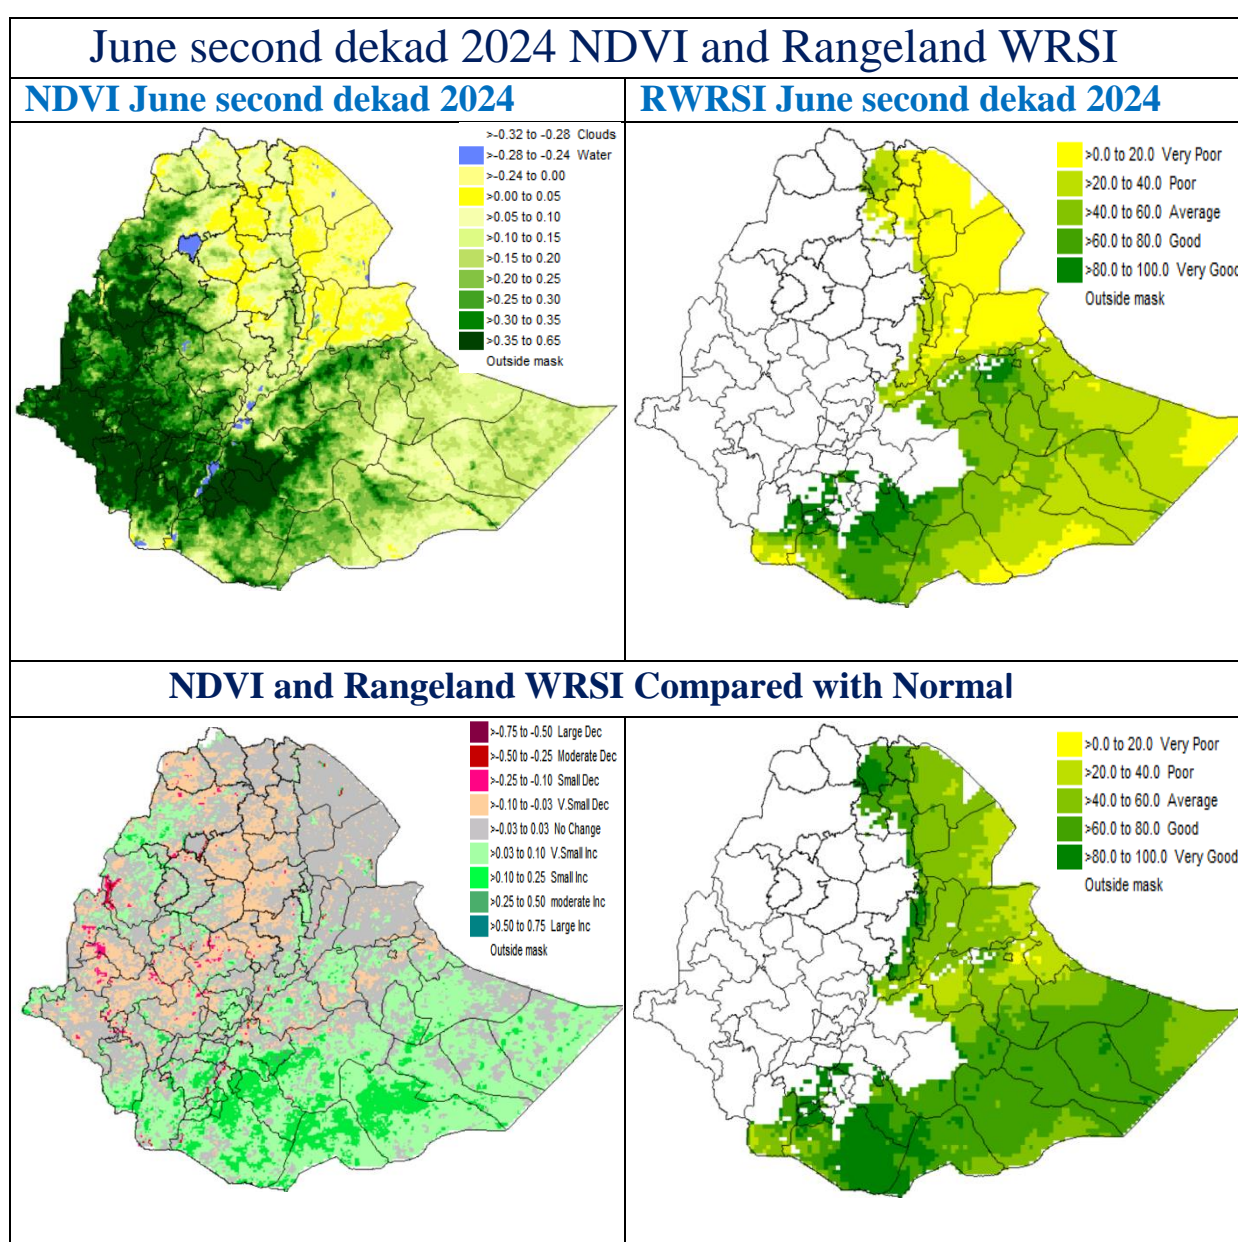 June second dekad 2024 NDVI and Rangeland WRSI
NDVI June second dekad 2024
RWRSI June second dekad 2024
>-0.32 to -0.28 Clouds
>-0.28 to -0.24 Water
>-0.24 to 0.00
>0.00 to 0.05
>0.05 to 0.10
>0.10 to 0.15
>0.15 to 0.20
>0.20 to 0.25
>0.25 to 0.30
>0.30 to 0.35
>0.35 to 0.65
Outside mask
>0.0 to 20.0 Very Poor
>20.0 to 40.0 Poor
>40.0 to 60.0 Average
>60.0 to 80.0 Good
>80.0 to 100.0 Very Good
Outside mask
NDVI and Rangeland WRSI Compared with Normal
>-0.75 to -0.50 Large Dec
>-0.50 to -0.25 Moderate Dec
>-0.25 to -0.10 Small Dec
>-0.10 to -0.03 V.Small Dec
>-0.03 to 0.03 No Change
>0.03 to 0.10 V.Small Inc
>0.10 to 0.25 Small Inc
>0.25 to 0.50 moderate Inc
>0.50 to 0.75 Large Inc
Outside mask
>0.0 to 20.0 Very Poor
>20.0 to 40.0 Poor
>40.0 to 60.0 Average
>60.0 to 80.0 Good
>80.0 to 100.0 Very Good
Outside mask